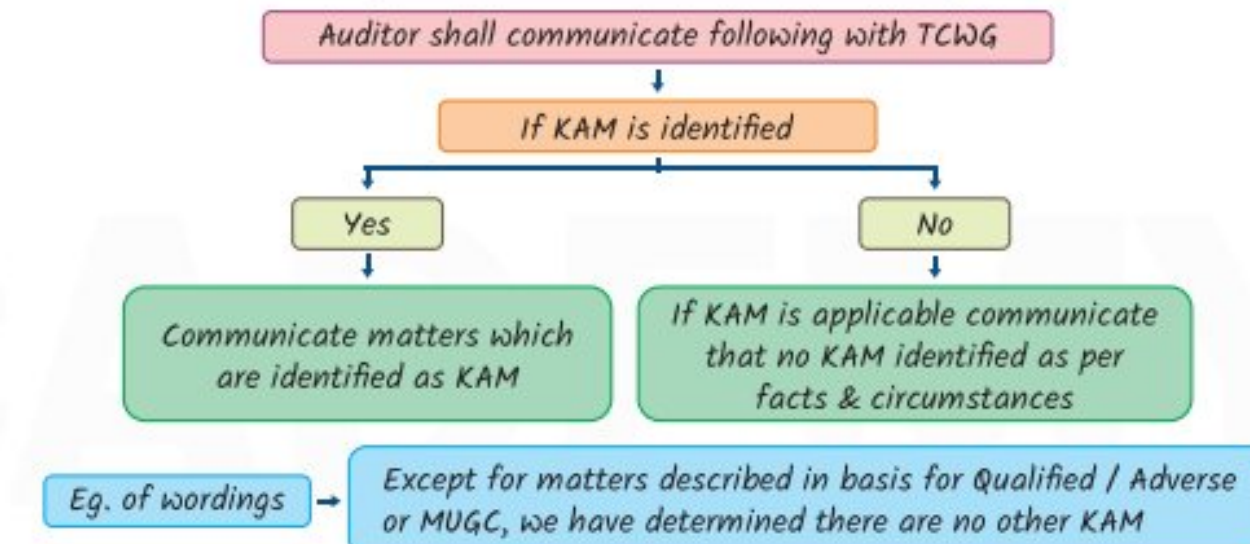 Auditor shall communicate following with TCWG
If KAM is identified
Yes
No
Communicate matters which
are identified as KAM
If KAM is applicable communicate
that no KAM identified as per
facts & circumstances
Eg. of wordings
Except for matters described in basis for Qualified / Adverse
or MUGC, we have determined there are no other KAM